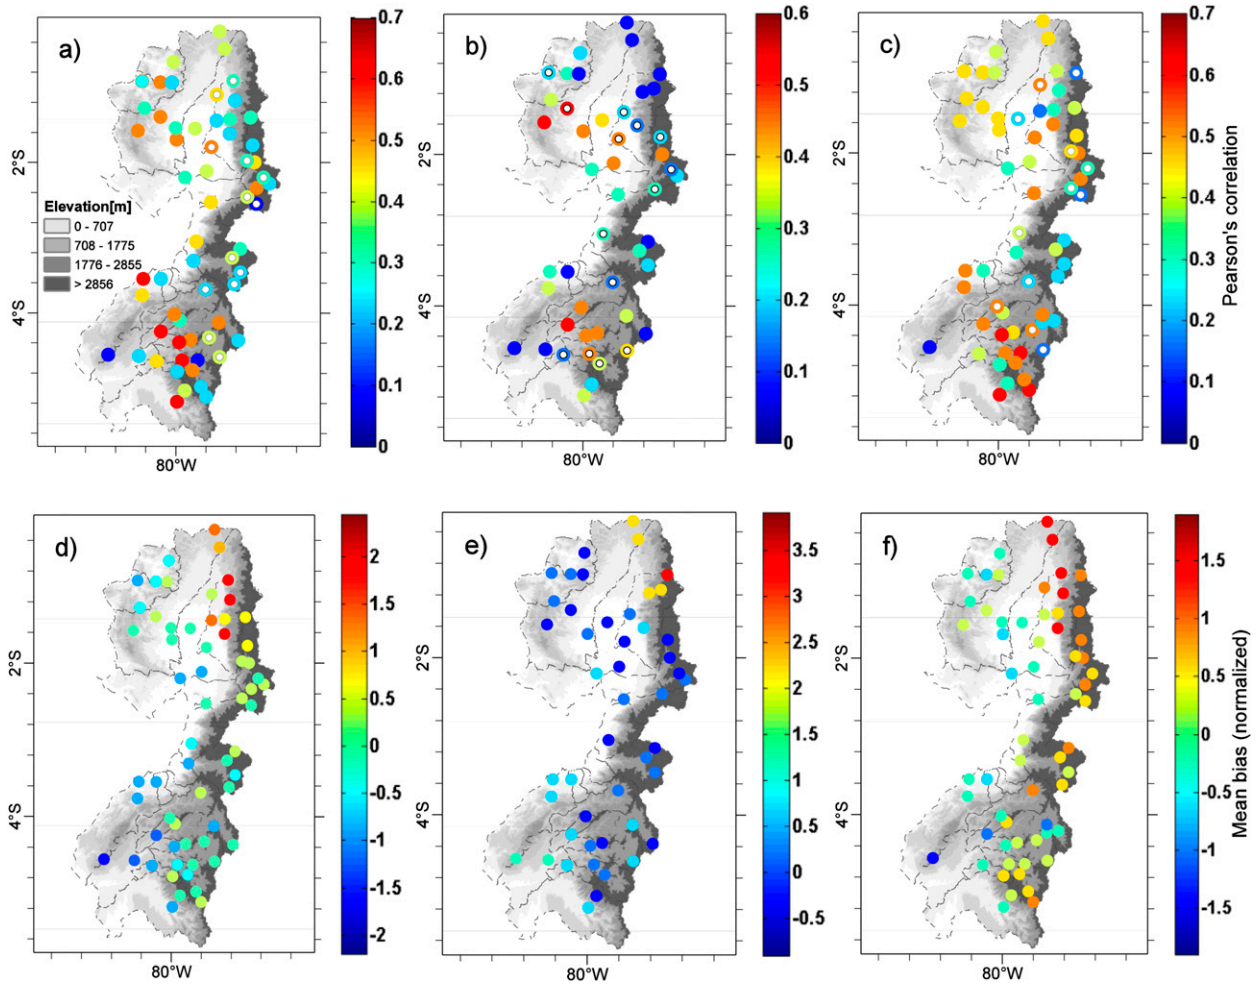 a)
2°S
4°S
80°W
Elevation[m]
0 - 707
708 - 1775
1776 - 2855
> 2856
0.7
0.6
0.5
0.4
0.3
0.2
0.1
0
b)
2°S
4°S
80°W
0.6
0.5
0.4
0.3
0.2
0.1
0
c)
2°S
4°S
80°W
0.7
0.6
0.5
0.4
0.3
0.2
0.1
0
Pearson's correlation
d)
2°S
4°S
80°W
2
1.5
1
0.5
0
-0.5
-1
-1.5
-2
e)
2°S
4°S
80°W
3.5
3
2.5
2
1.5
1
0.5
0
-0.5
f)
2°S
4°S
80°W
1.5
1
0.5
0
-0.5
-1
-1.5
Mean bias (normalized)